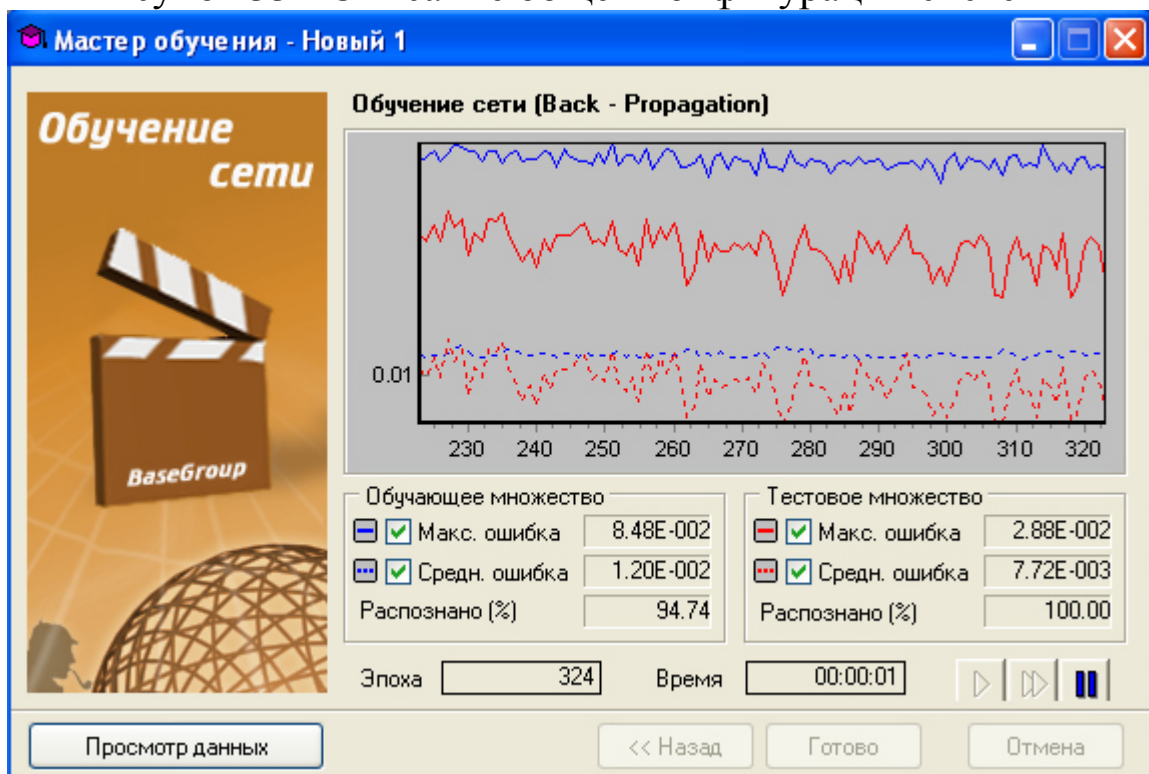 Мастер обучения - Новый 1
Обучение сети
Обучение сети (Back - Propagation)
0.01
230 240 250 260 270 280 290 300 310 320
BaseGroup
Обучающее множество
Макс. ошибка 8.48E-002
Средн. ошибка 1.20E-002
Распознано (%) 94.74
Тестовое множество
Макс. ошибка 2.88E-002
Средн. ошибка 7.72E-003
Распознано (%) 100.00
Эпоха 324 Время 00:00:01
Просмотр данных << Назад Готово Отмена